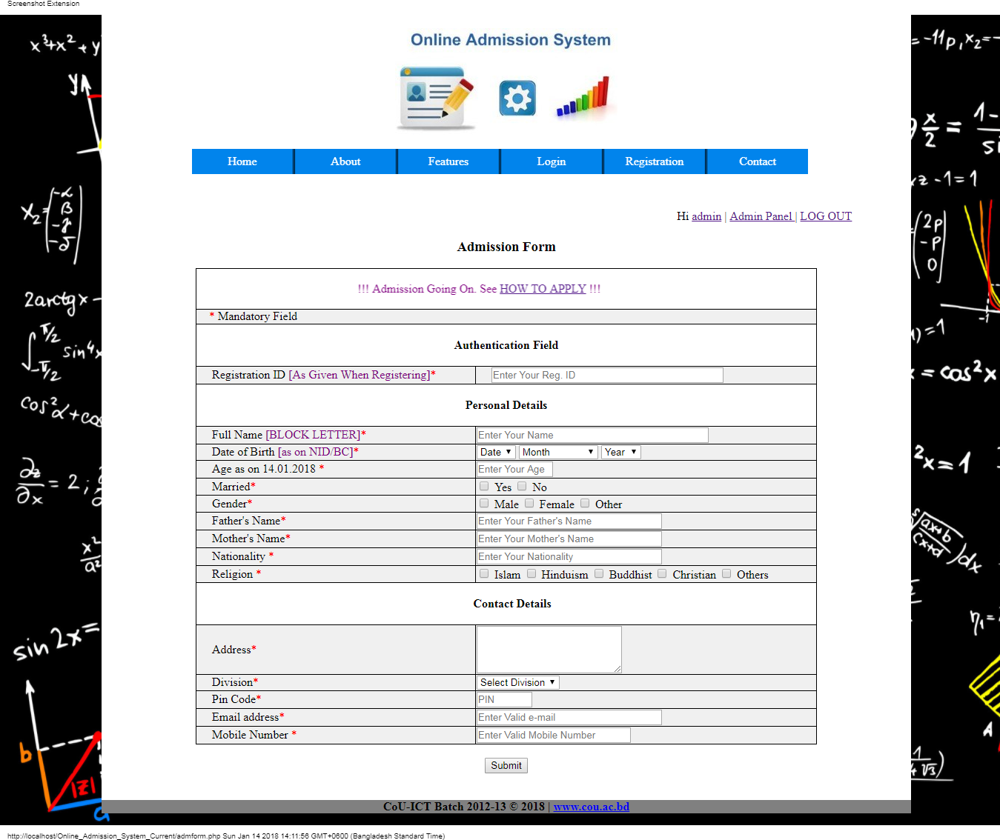 Screenshot Extension
Online Admission System
Home About Features Login Registration Contact
Hi admin | Admin Panel | LOG OUT
Admission Form
!!! Admission Going On. See HOW TO APPLY !!!
* Mandatory Field
Authentication Field
Registration ID [As Given When Registering]* Enter Your Reg. ID
Personal Details
Full Name [BLOCK LETTER]* Enter Your Name
Date of Birth [as on NID/BC]* Date Month Year
Age as on 14.01.2018 * Enter Your Age
Married* Yes No
Gender* Male Female Other
Father's Name* Enter Your Father's Name
Mother's Name* Enter Your Mother's Name
Nationality * Enter Your Nationality
Religion * Islam Hinduism Buddhist Christian Others
Contact Details
Address*
Division* Select Division
Pin Code* PIN
Email address* Enter Valid e-mail
Mobile Number * Enter Valid Mobile Number
Submit
CoU-ICT Batch 2012-13 © 2018 | www.cou.ac.bd
http://localhost/Online_Admission_System_Current/admform.php Sun Jan 14 2018 14:11:56 GMT+0600 (Bangladesh Standard Time)